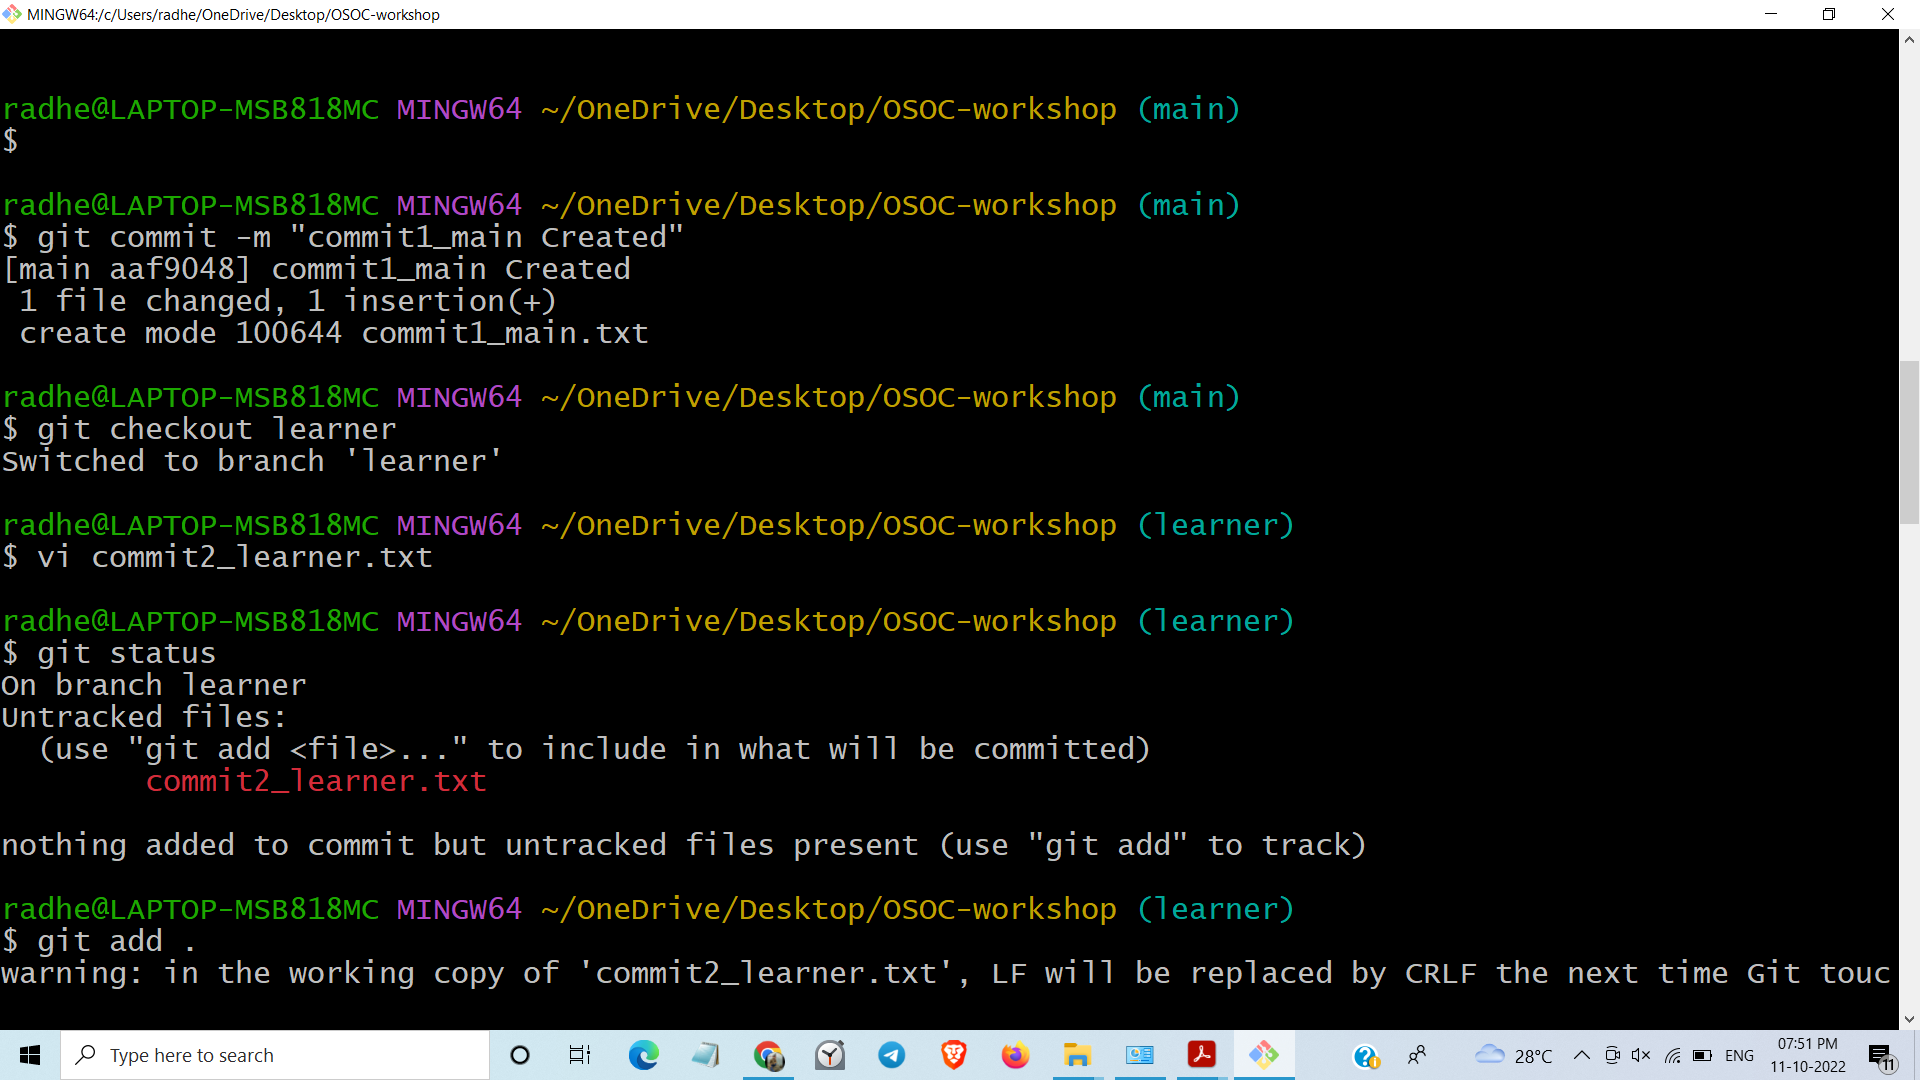 MINGW64:/c/Users/radhe/OneDrive/Desktop/OSOC-workshop
radhe@LAPTOP-MSB818MC MINGW64 ~/OneDrive/Desktop/OSOC-workshop (main)
$
radhe@LAPTOP-MSB818MC MINGW64 ~/OneDrive/Desktop/OSOC-workshop (main)
$ git commit -m "commit1_main Created"
[main aaf9048] commit1_main Created
 1 file changed, 1 insertion(+)
 create mode 100644 commit1_main.txt
radhe@LAPTOP-MSB818MC MINGW64 ~/OneDrive/Desktop/OSOC-workshop (main)
$ git checkout learner
Switched to branch 'learner'
radhe@LAPTOP-MSB818MC MINGW64 ~/OneDrive/Desktop/OSOC-workshop (learner)
$ vi commit2_learner.txt
radhe@LAPTOP-MSB818MC MINGW64 ~/OneDrive/Desktop/OSOC-workshop (learner)
$ git status
On branch learner
Untracked files:
  (use "git add <file>..." to include in what will be committed)
        commit2_learner.txt
nothing added to commit but untracked files present (use "git add" to track)
radhe@LAPTOP-MSB818MC MINGW64 ~/OneDrive/Desktop/OSOC-workshop (learner)
$ git add .
warning: in the working copy of 'commit2_learner.txt', LF will be replaced by CRLF the next time Git touc
Type here to search
28°C
ENG
07:51 PM
11-10-2022
11